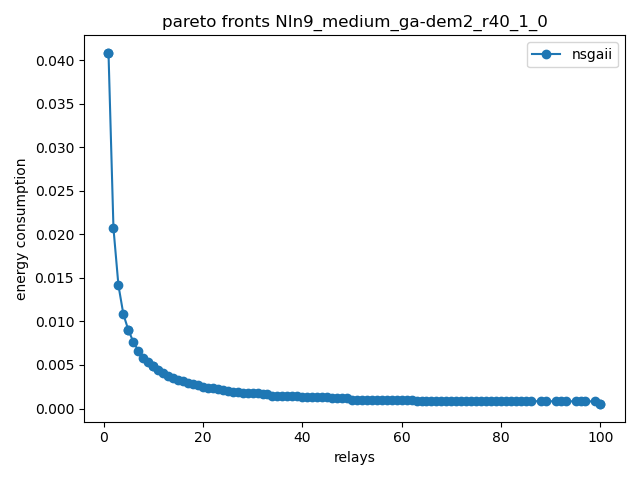 pareto fronts NIn9_medium_ga-dem2_r40_1_0
nsgaii
0.040
0.035
0.030
0.025
0.020
0.015
0.010
0.005
0.000
energy consumption
0 20 40 60 80 100
relays